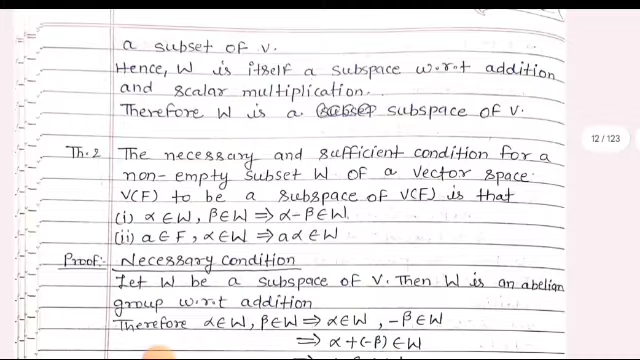 a subset of V.
Hence, W is itself a subspace w.r.t addition
and scalar multiplication.
Therefore W is a subspace of V.
12 / 123
Th.2 The necessary and sufficient condition for a
non-empty subset W of a vector space
V(F) to be a subspace of V(F) is that
(i) α∈W, β∈W ⟹ α-β∈W
(ii) a∈F, α∈W ⟹ aα∈W
Proof:- Necessary Condition
Let W be a subspace of V. Then W is an abelian
group w.r.t addition
Therefore α∈W, β∈W ⟹ α∈W, -β∈W
⟹ α+(-β)∈W